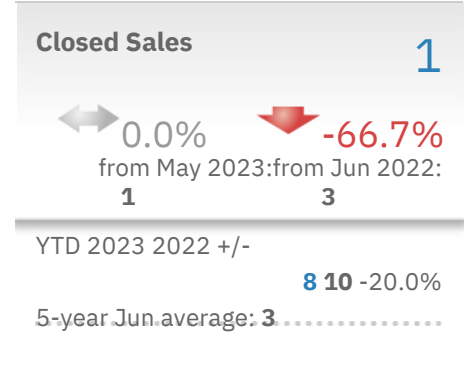 Closed Sales
1
0.0% -66.7%
from May 2023:from Jun 2022:
1 3
YTD 2023 2022 +/-
8 10 -20.0%
5-year Jun average: 3